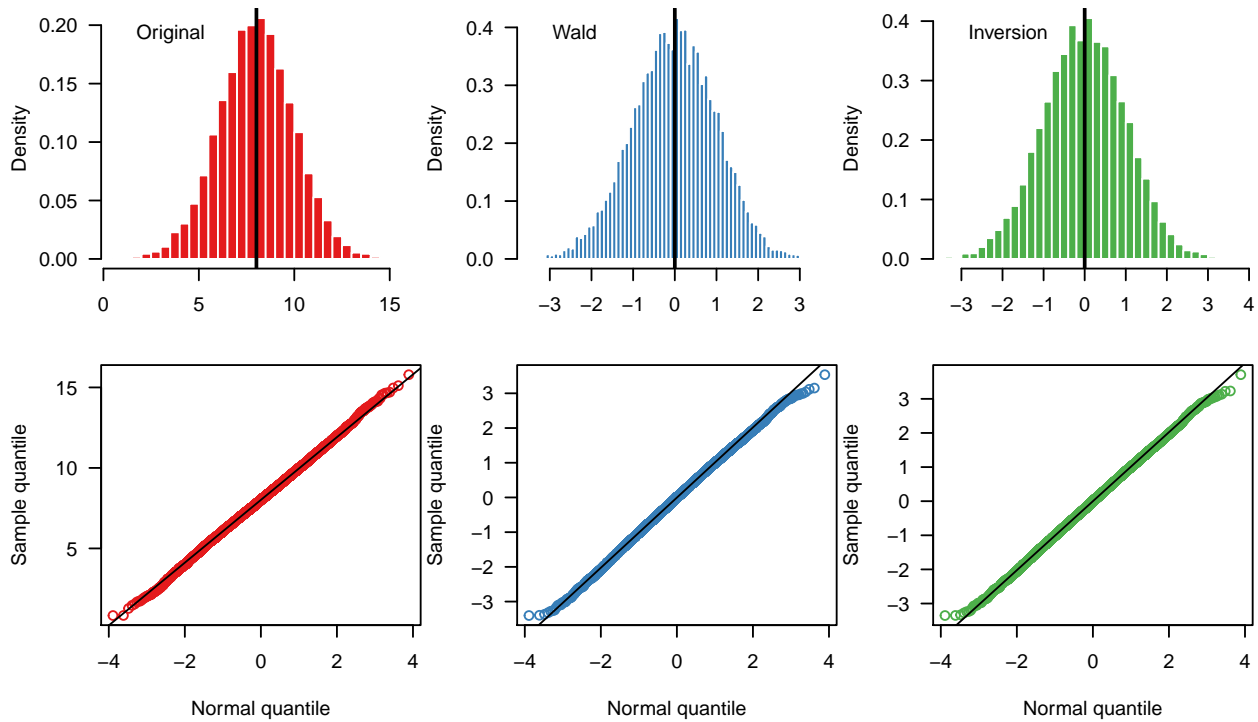 Original
Density
0.20
0.15
0.10
0.05
0.00
0 5 10 15
Wald
Density
0.4
0.3
0.2
0.1
0.0
−3 −2 −1 0 1 2 3
Inversion
Density
0.4
0.3
0.2
0.1
0.0
−3 −2 −1 0 1 2 3 4
Sample quantile
15
10
5
−4 −2 0 2 4
Normal quantile
Sample quantile
3
2
1
0
−1
−2
−3
−4 −2 0 2 4
Normal quantile
Sample quantile
3
2
1
0
−1
−2
−3
−4 −2 0 2 4
Normal quantile